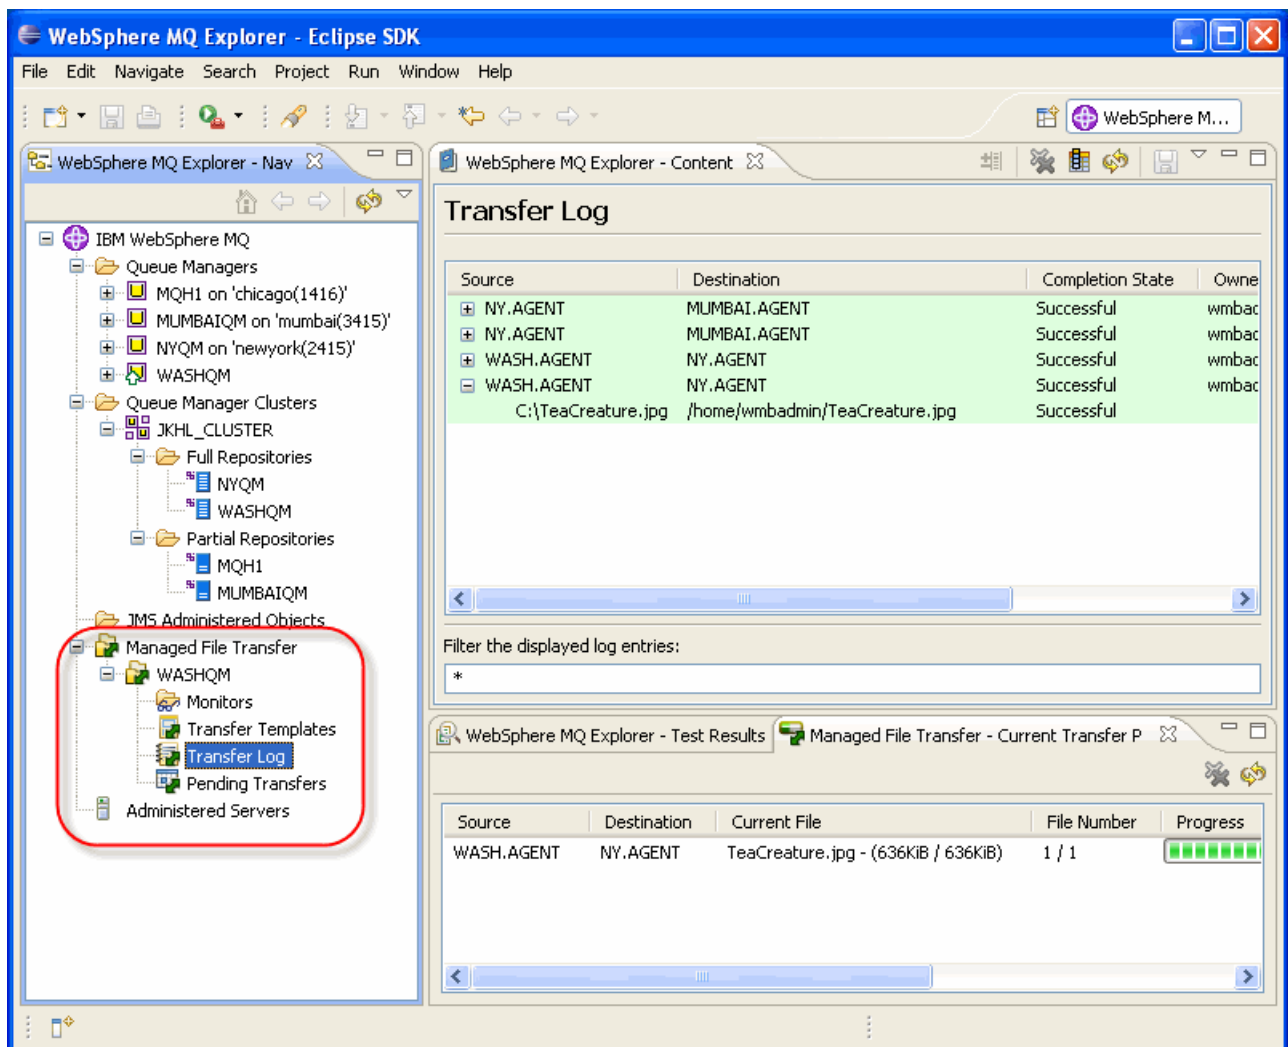 WebSphere MQ Explorer - Eclipse SDK
File Edit Navigate Search Project Run Window Help
WebSphere M...
WebSphere MQ Explorer - Nav
IBM WebSphere MQ
Queue Managers
MQH1 on 'chicago(1416)'
MUMBAIQM on 'mumbai(3415)'
NYQM on 'newyork(2415)'
WASHQM
Queue Manager Clusters
JKHL_CLUSTER
Full Repositories
NYQM
WASHQM
Partial Repositories
MQH1
MUMBAIQM
JMS Administered Objects
Managed File Transfer
WASHQM
Monitors
Transfer Templates
Transfer Log
Pending Transfers
Administered Servers
WebSphere MQ Explorer - Content
Transfer Log
Source Destination Completion State Owne
NY.AGENT MUMBAI.AGENT Successful wmbac
NY.AGENT MUMBAI.AGENT Successful wmbac
WASH.AGENT NY.AGENT Successful wmbac
WASH.AGENT NY.AGENT Successful wmbac
C:\TeaCreature.jpg /home/wmbadmin/TeaCreature.jpg Successful
Filter the displayed log entries:
*
WebSphere MQ Explorer - Test Results Managed File Transfer - Current Transfer P
Source Destination Current File File Number Progress
WASH.AGENT NY.AGENT TeaCreature.jpg - (636KiB / 636KiB) 1 / 1